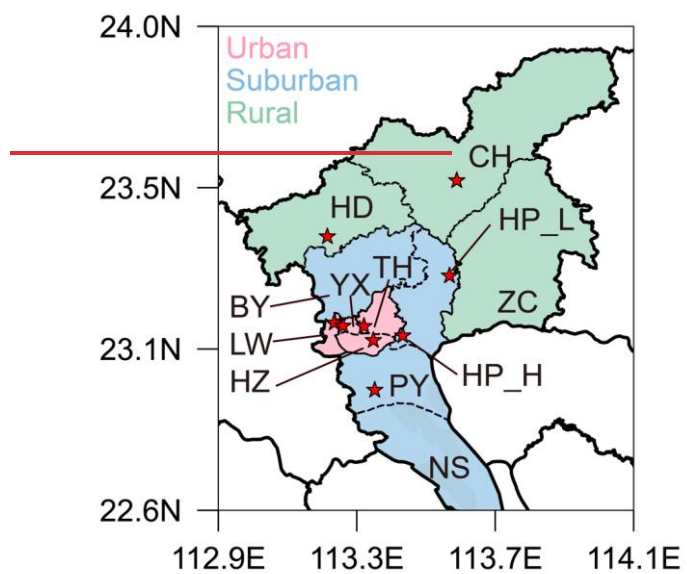 24.0N
Urban
Suburban
Rural
CH
23.5N
HD
HP_L
TH
YX
BY
ZC
LW
23.1N
HZ
PY
HP_H
NS
22.6N
112.9E 113.3E 113.7E 114.1E